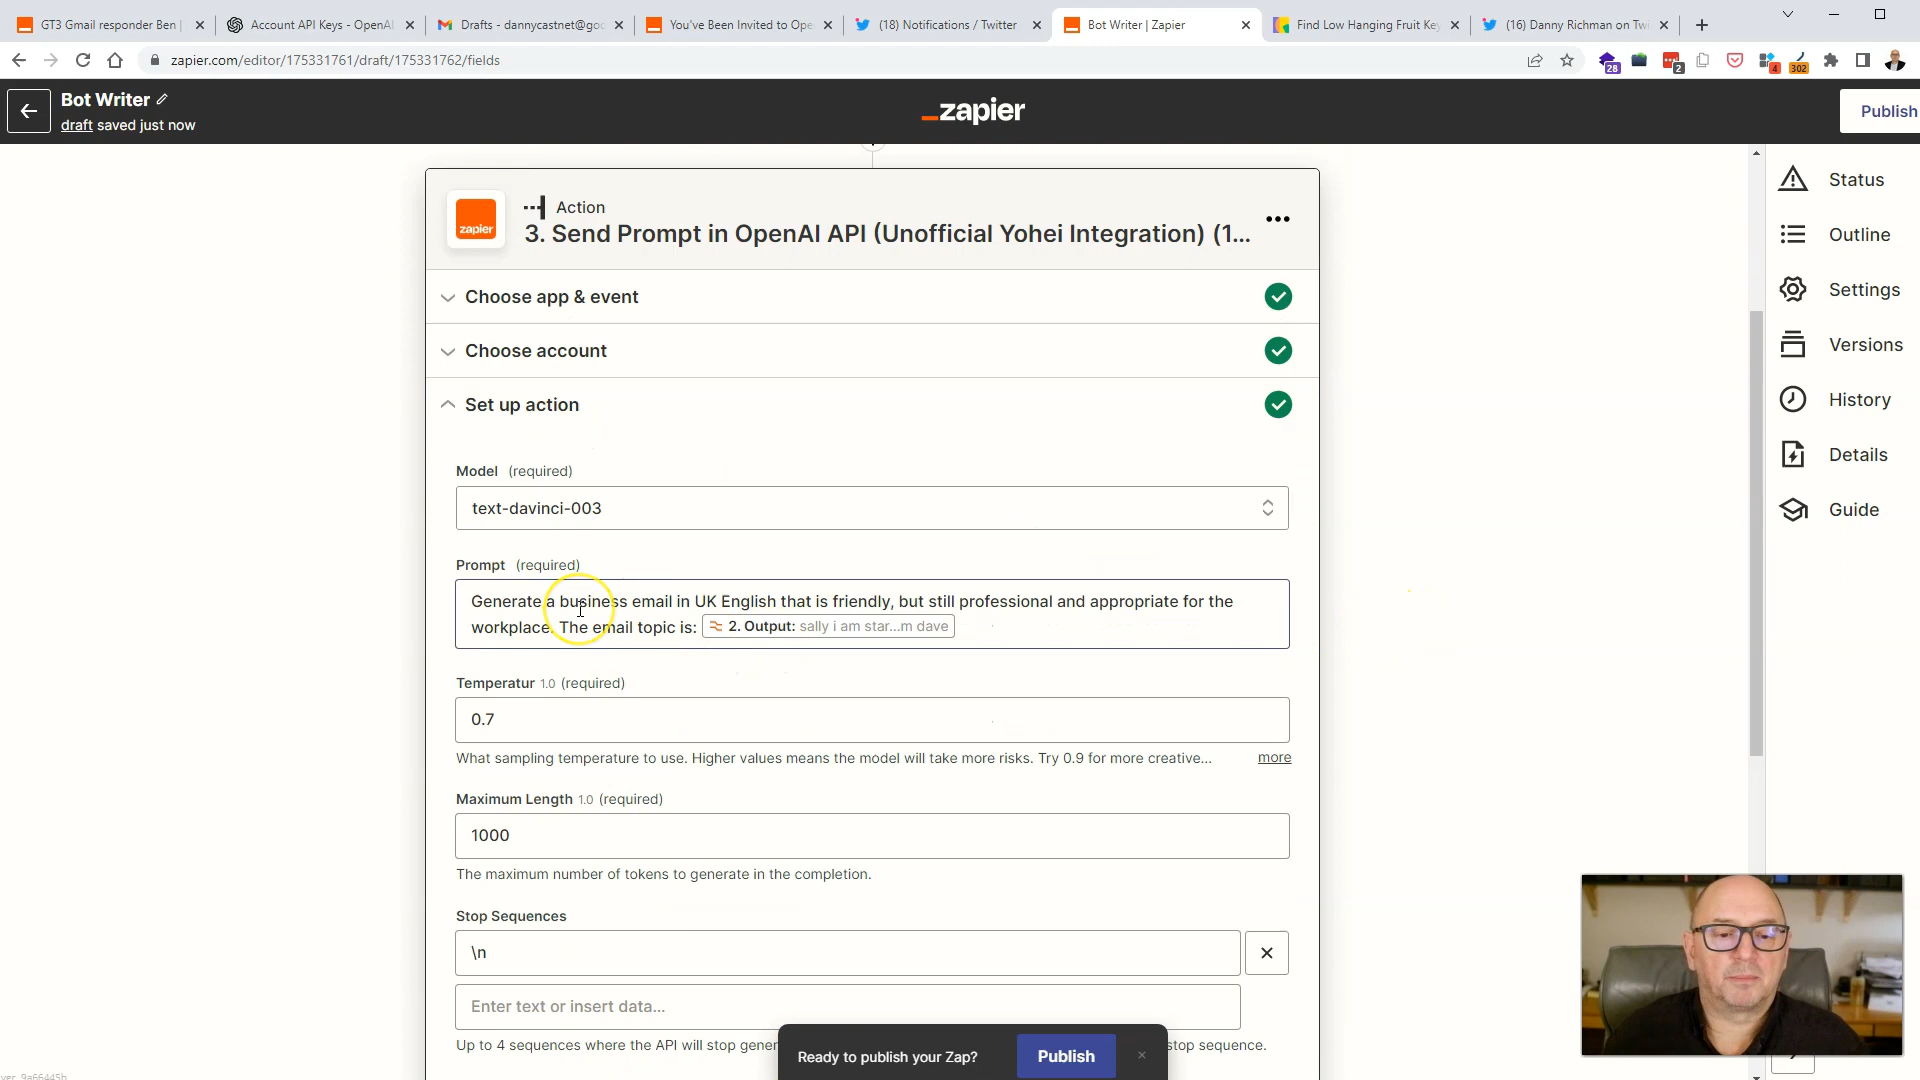 GT3 Gmail responder Ben |
Account API Keys - OpenAI
Drafts - dannycastnet@goo
You've Been Invited to Ope
(18) Notifications / Twitter
Bot Writer | Zapier
Find Low Hanging Fruit Key
(16) Danny Richman on Twi
zapier.com/editor/175331761/draft/175331762/fields
28
2
4
302
Bot Writer
draft saved just now
zapier
Publish
Action
zapier
3. Send Prompt in OpenAI API (Unofficial Yohei Integration) (1...
Choose app & event
Choose account
Set up action
Model (required)
text-davinci-003
Prompt (required)
Generate a business email in UK English that is friendly, but still professional and appropriate for the
workplace. The email topic is: 2. Output: sally i am star...m dave
Temperatur 1.0 (required)
0.7
What sampling temperature to use. Higher values means the model will take more risks. Try 0.9 for more creative... more
Maximum Length 1.0 (required)
1000
The maximum number of tokens to generate in the completion.
Stop Sequences
\n
Enter text or insert data...
Up to 4 sequences where the API will stop gener
stop sequence.
Ready to publish your Zap?
Publish
Status
Outline
Settings
Versions
History
Details
Guide
ver. 9a66445b